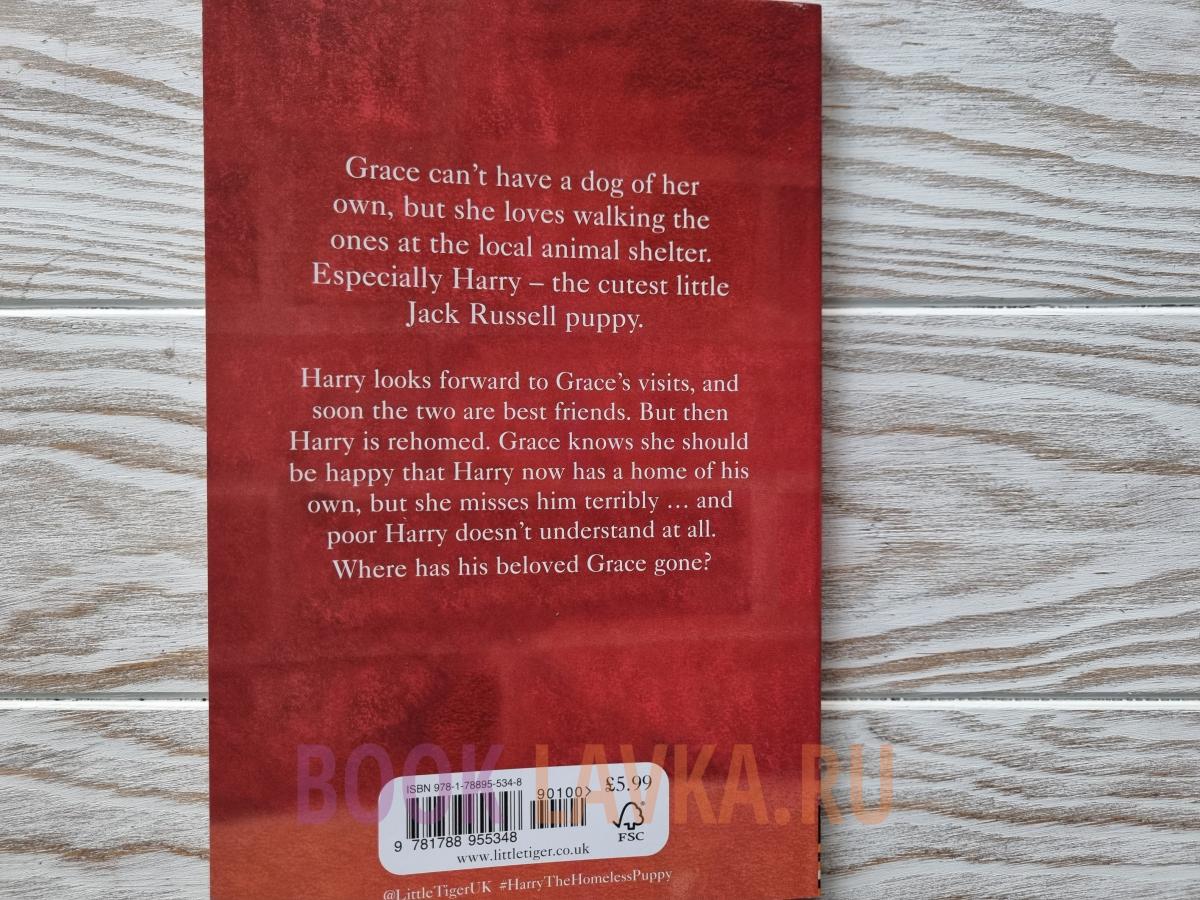 Grace can't have a dog of her
own, but she loves walking the
ones at the local animal shelter.
Especially Harry – the cutest little
Jack Russell puppy.
Harry looks forward to Grace's visits, and
soon the two are best friends. But then
Harry is rehomed. Grace knows she should
be happy that Harry now has a home of his
own, but she misses him terribly … and
poor Harry doesn't understand at all.
Where has his beloved Grace gone?
BOOK LAVKA.RU
ISBN 978-1-78895-534-8
90100>
£5.99
FSC
9 781788 955348
www.littletiger.co.uk
@LittleTigerUK #HarryTheHomelessPuppy